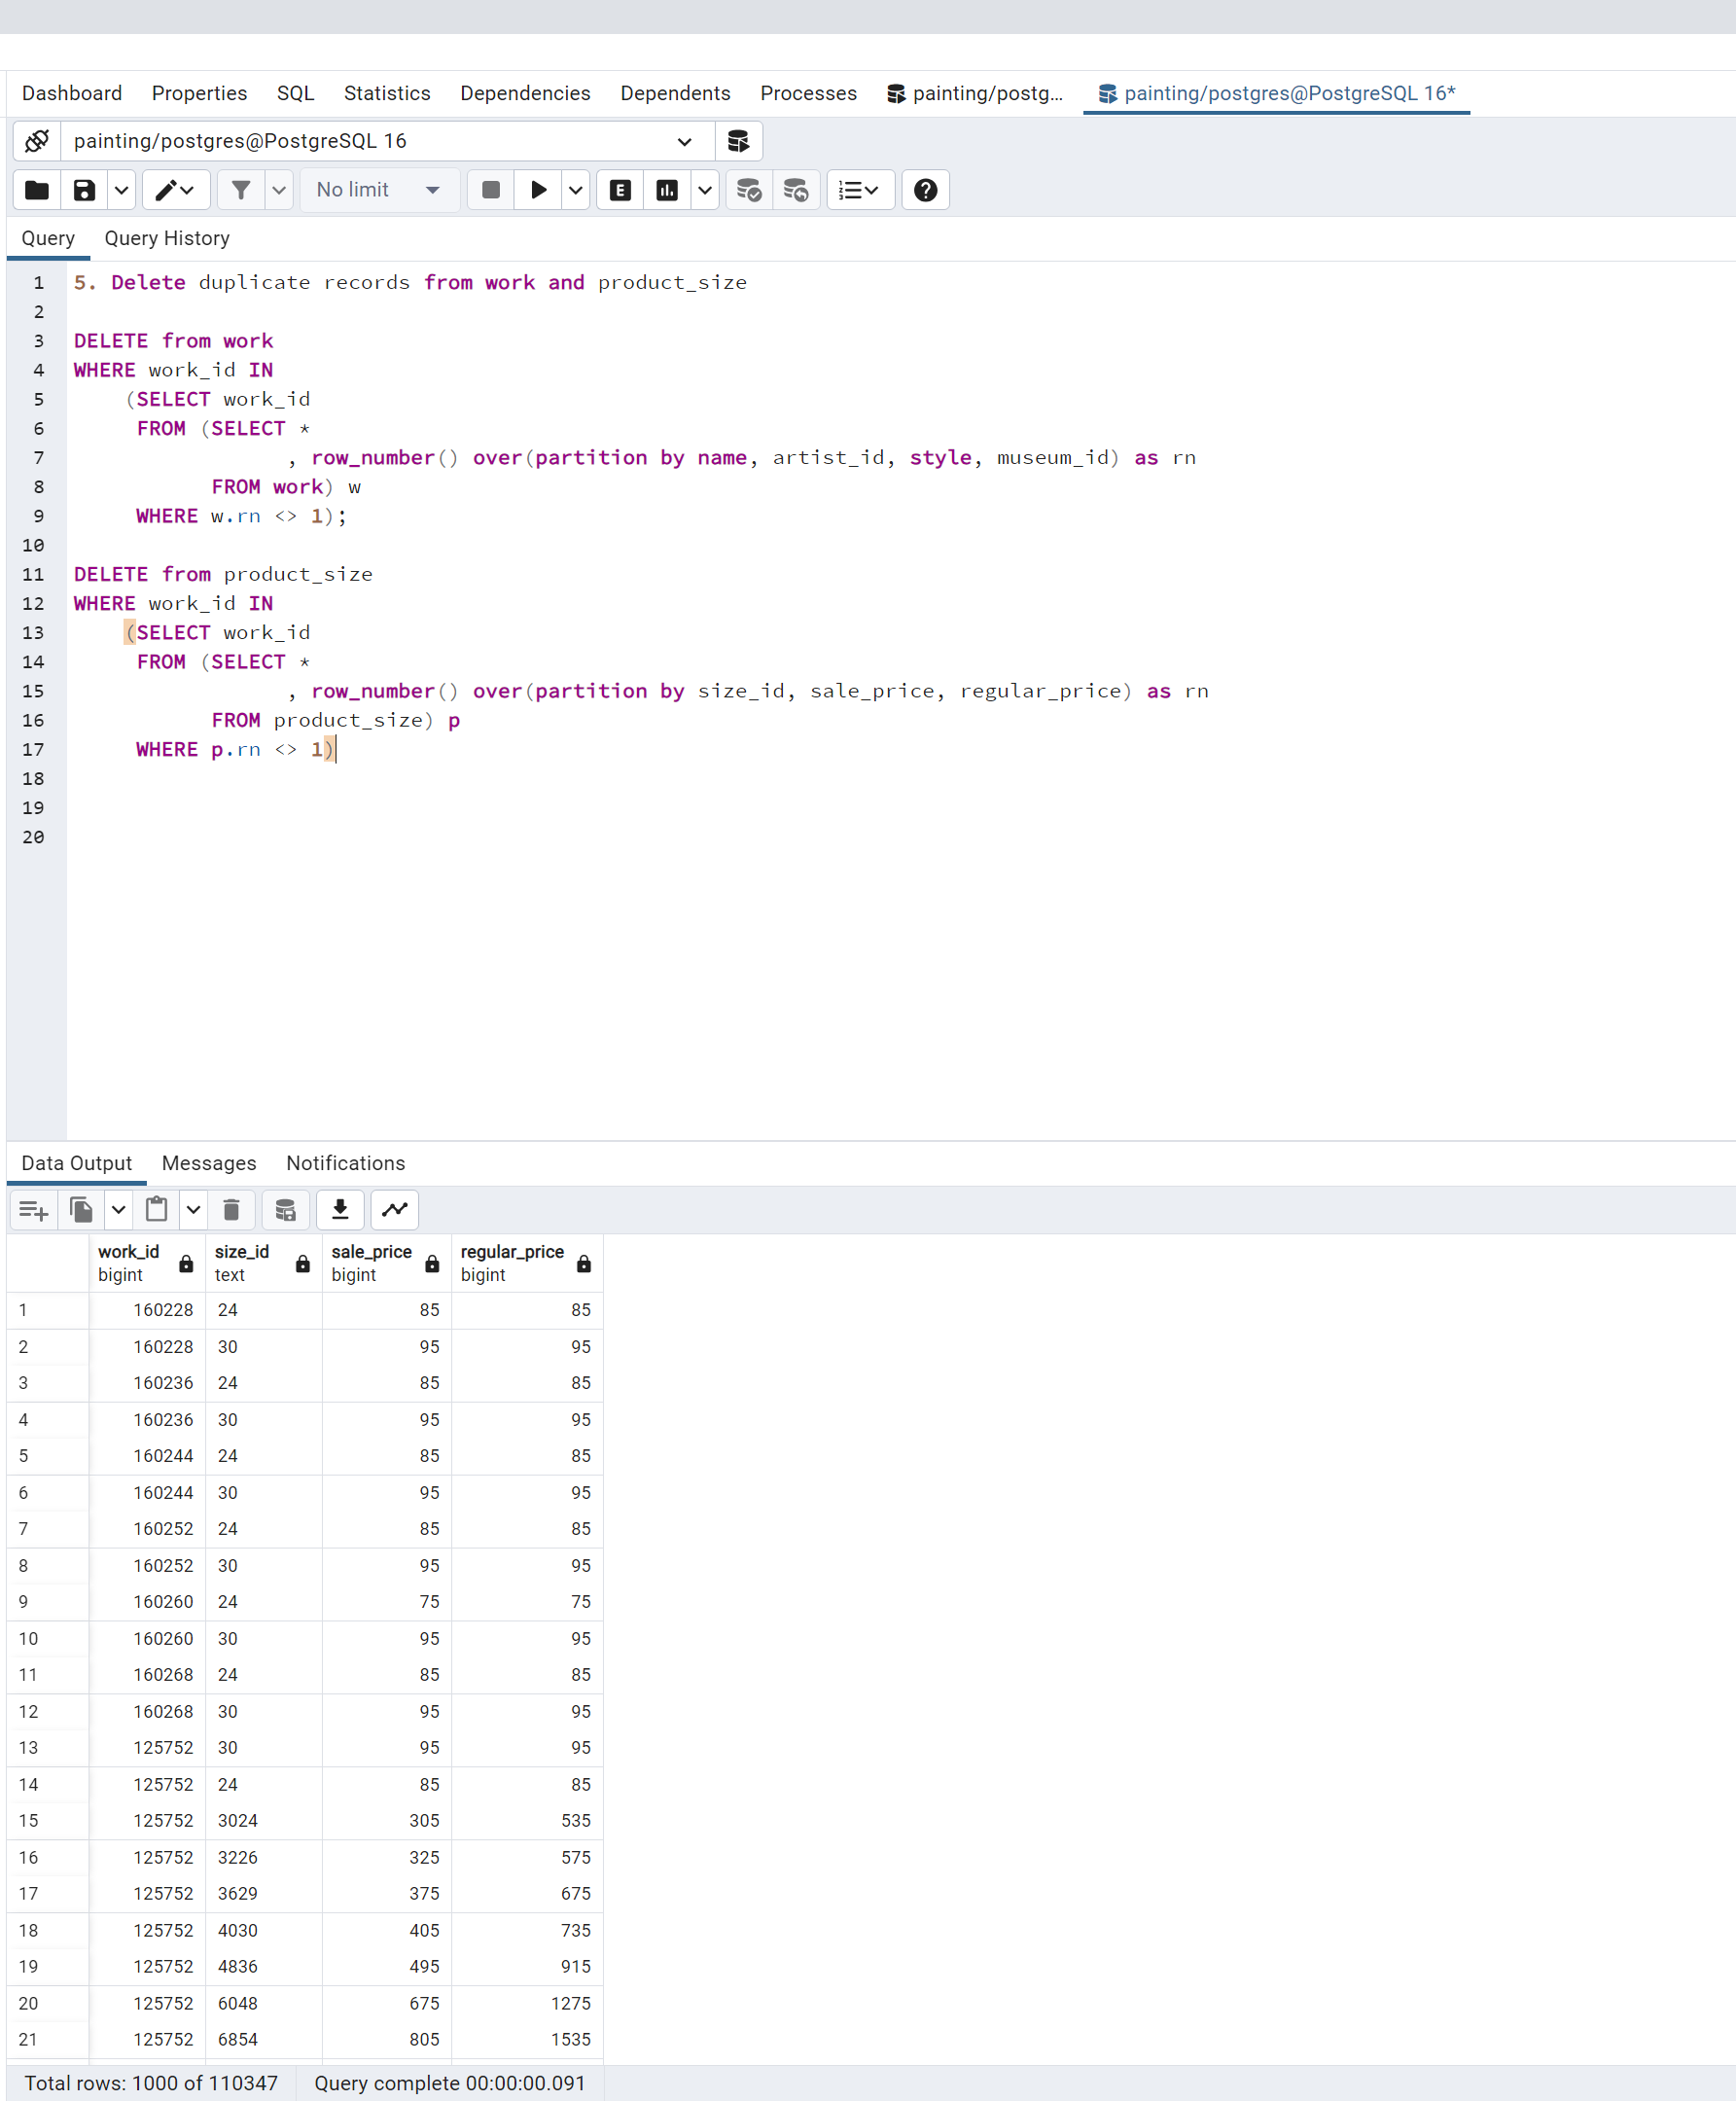 Dashboard Properties SQL Statistics Dependencies Dependents Processes painting/postg... painting/postgres@PostgreSQL 16*
painting/postgres@PostgreSQL 16
No limit E
Query Query History
1 5. Delete duplicate records from work and product_size
2
3 DELETE from work
4 WHERE work_id IN
5 (SELECT work_id
6 FROM (SELECT *
7 , row_number() over(partition by name, artist_id, style, museum_id) as rn
8 FROM work) w
9 WHERE w.rn <> 1);
10
11 DELETE from product_size
12 WHERE work_id IN
13 (SELECT work_id
14 FROM (SELECT *
15 , row_number() over(partition by size_id, sale_price, regular_price) as rn
16 FROM product_size) p
17 WHERE p.rn <> 1)
18
19
20
Data Output Messages Notifications
work_id size_id sale_price regular_price
bigint text bigint bigint
1 160228 24 85 85
2 160228 30 95 95
3 160236 24 85 85
4 160236 30 95 95
5 160244 24 85 85
6 160244 30 95 95
7 160252 24 85 85
8 160252 30 95 95
9 160260 24 75 75
10 160260 30 95 95
11 160268 24 85 85
12 160268 30 95 95
13 125752 30 95 95
14 125752 24 85 85
15 125752 3024 305 535
16 125752 3226 325 575
17 125752 3629 375 675
18 125752 4030 405 735
19 125752 4836 495 915
20 125752 6048 675 1275
21 125752 6854 805 1535
Total rows: 1000 of 110347 Query complete 00:00:00.091